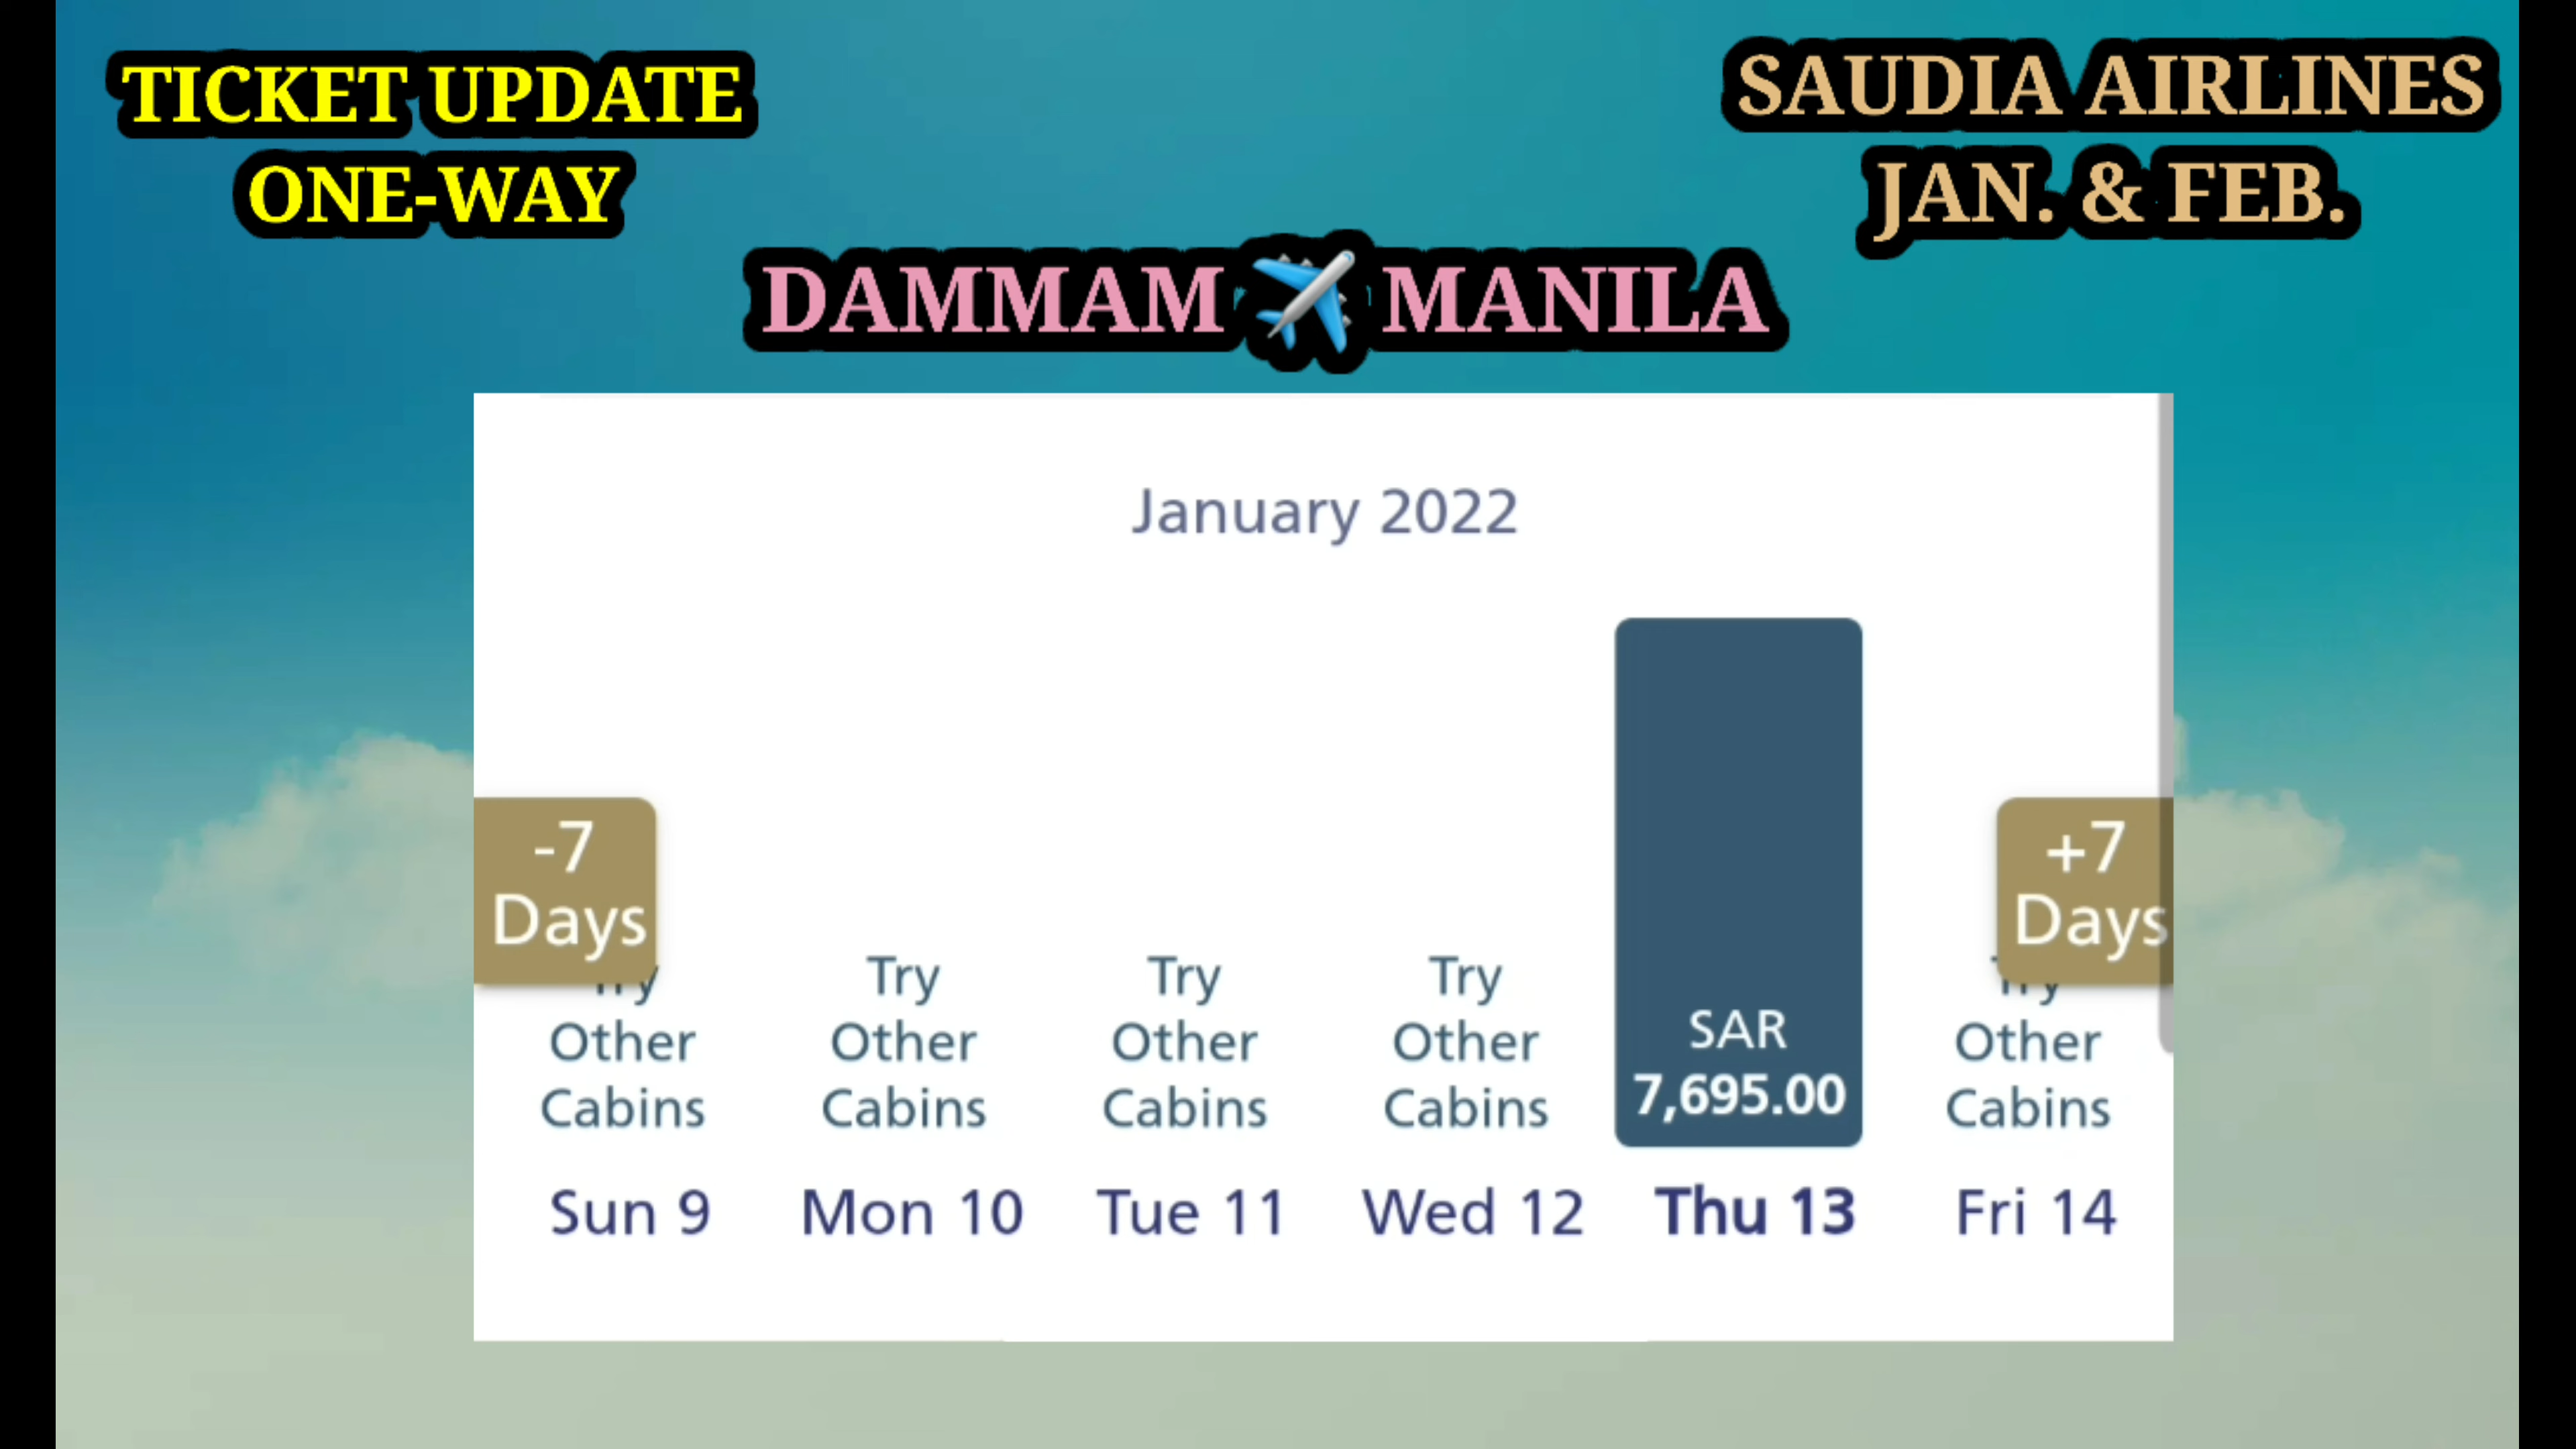 TICKET UPDATE
ONE-WAY
SAUDIA AIRLINES
JAN. & FEB.
DAMMAM ✈️ MANILA
January 2022
-7
Days
+7
Days
Try
Other
Cabins
Try
Other
Cabins
Try
Other
Cabins
Try
Other
Cabins
SAR
7,695.00
Try
Other
Cabins
Sun 9
Mon 10
Tue 11
Wed 12
Thu 13
Fri 14